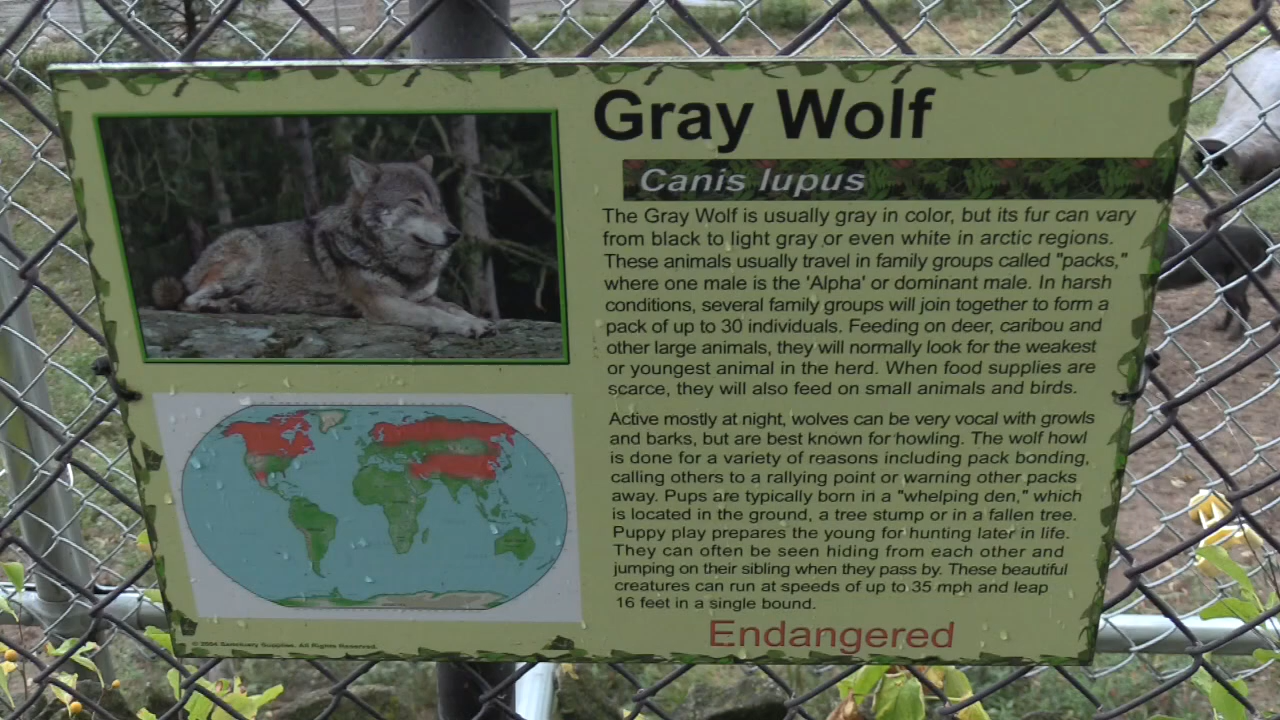 Gray Wolf
Canis lupus
The Gray Wolf is usually gray in color, but its fur can vary
from black to light gray or even white in arctic regions.
These animals usually travel in family groups called "packs,"
where one male is the 'Alpha' or dominant male. In harsh
conditions, several family groups will join together to form a
pack of up to 30 individuals. Feeding on deer, caribou and
other large animals, they will normally look for the weakest
or youngest animal in the herd. When food supplies are
scarce, they will also feed on small animals and birds.
Active mostly at night, wolves can be very vocal with growls
and barks, but are best known for howling. The wolf howl
is done for a variety of reasons including pack bonding,
calling others to a rallying point or warning other packs
away. Pups are typically born in a "whelping den," which
is located in the ground, a tree stump or in a fallen tree.
Puppy play prepares the young for hunting later in life.
They can often be seen hiding from each other and
jumping on their sibling when they pass by. These beautiful
creatures can run at speeds of up to 35 mph and leap
16 feet in a single bound.
Endangered
© 2004 Sanctuary Supplies. All Rights Reserved.